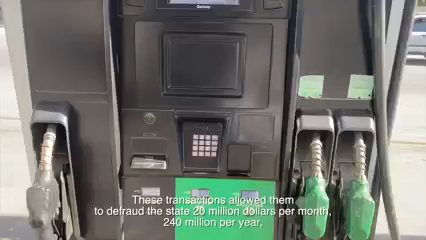 These transactions allowed them
to defraud the state 20 million dollars per month,
240 million per year,